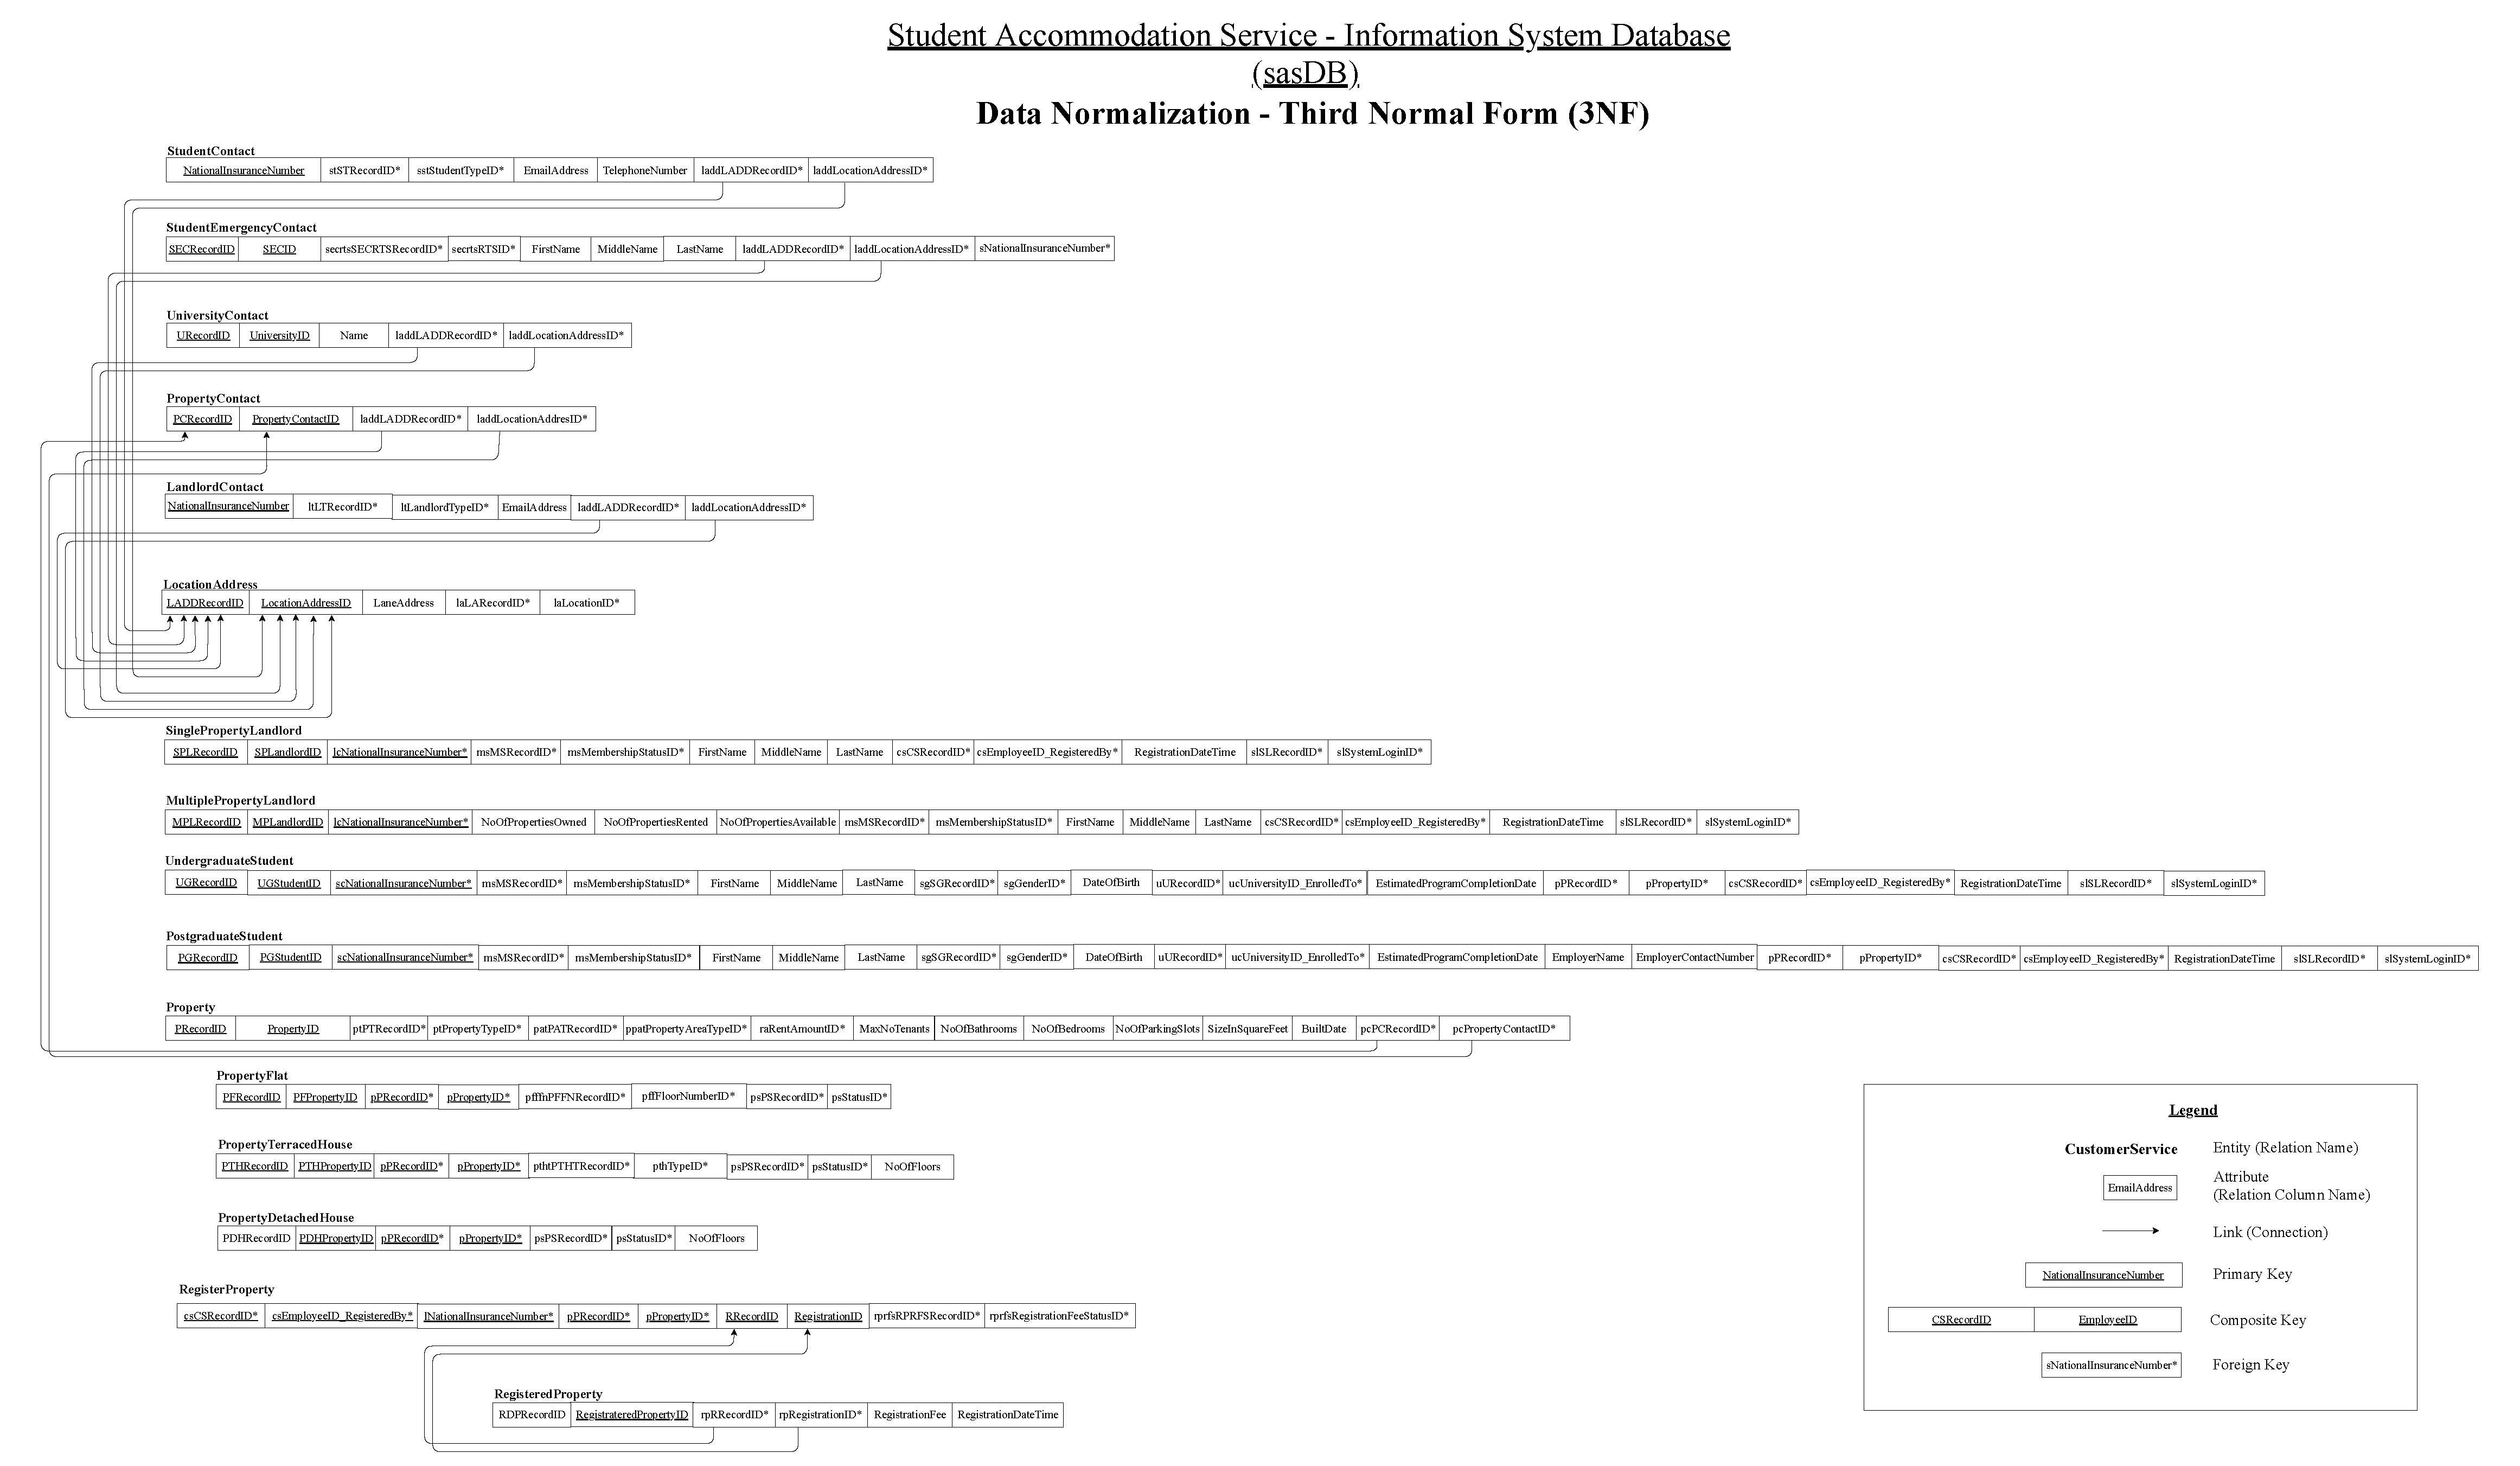 Student Accommodation Service - Information System Database
(sasDB)
Data Normalization - Third Normal Form (3NF)
StudentContact
NationalInsuranceNumber stSTRecordID* sstStudentTypeID* EmailAddress TelephoneNumber laddLADDRecordID* laddLocationAddressID*
StudentEmergencyContact
SECRecordID SECID secrtsSECRTSRecordID* secrtsRTSID* FirstName MiddleName LastName laddLADDRecordID* laddLocationAddressID* sNationalInsuranceNumber*
UniversityContact
URecordID UniversityID Name laddLADDRecordID* laddLocationAddressID*
PropertyContact
PCRecordID PropertyContactID laddLADDRecordID* laddLocationAddresID*
LandlordContact
NationalInsuranceNumber ltLTRecordID* ltLandlordTypeID* EmailAddress laddLADDRecordID* laddLocationAddressID*
LocationAddress
LADDRecordID LocationAddressID LaneAddress laLARecordID* laLocationID*
SinglePropertyLandlord
SPLRecordID SPLandlordID lcNationalInsuranceNumber* msMSRecordID* msMembershipStatusID* FirstName MiddleName LastName csCSRecordID* csEmployeeID_RegisteredBy* RegistrationDateTime slSLRecordID* slSystemLoginID*
MultiplePropertyLandlord
MPLRecordID MPLandlordID lcNationalInsuranceNumber* NoOfPropertiesOwned NoOfPropertiesRented NoOfPropertiesAvailable msMSRecordID* msMembershipStatusID* FirstName MiddleName LastName csCSRecordID* csEmployeeID_RegisteredBy* RegistrationDateTime slSLRecordID* slSystemLoginID*
UndergraduateStudent
UGRecordID UGStudentID scNationalInsuranceNumber* msMSRecordID* msMembershipStatusID* FirstName MiddleName LastName sgSGRecordID* sgGenderID* DateOfBirth uURecordID* ucUniversityID_EnrolledTo* EstimatedProgramCompletionDate pPRecordID* pPropertyID* csCSRecordID* csEmployeeID_RegisteredBy* RegistrationDateTime slSLRecordID* slSystemLoginID*
PostgraduateStudent
PGRecordID PGStudentID scNationalInsuranceNumber* msMSRecordID* msMembershipStatusID* FirstName MiddleName LastName sgSGRecordID* sgGenderID* DateOfBirth uURecordID* ucUniversityID_EnrolledTo* EstimatedProgramCompletionDate EmployerName EmployerContactNumber pPRecordID* pPropertyID* csCSRecordID* csEmployeeID_RegisteredBy* RegistrationDateTime slSLRecordID* slSystemLoginID*
Property
PRecordID PropertyID ptPTRecordID* ptPropertyTypeID* patPATRecordID* ppatPropertyAreaTypeID* raRentAmountID* MaxNoTenants NoOfBathrooms NoOfBedrooms NoOfParkingSlots SizeInSquareFeet BuiltDate pcPCRecordID* pcPropertyContactID*
PropertyFlat
PFRecordID PFPropertyID pPRecordID* pPropertyID* pfffnPFFNRecordID* pffFloorNumberID* psPSRecordID* psStatusID*
PropertyTerracedHouse
PTHRecordID PTHPropertyID pPRecordID* pPropertyID* pthtPTHTRecordID* pthTypeID* psPSRecordID* psStatusID* NoOfFloors
PropertyDetachedHouse
PDHRecordID PDHPropertyID pPRecordID* pPropertyID* psPSRecordID* psStatusID* NoOfFloors
RegisterProperty
csCSRecordID* csEmployeeID_RegisteredBy* lNationalInsuranceNumber* pPRecordID* pPropertyID* RRecordID RegistrationID rprfsRPRFSRecordID* rprfsRegistrationFeeStatusID*
RegisteredProperty
RDPRecordID RegistrateredPropertyID rpRRecordID* rpRegistrationID* RegistrationFee RegistrationDateTime
Legend
CustomerService Entity (Relation Name)
EmailAddress Attribute
(Relation Column Name)
Link (Connection)
NationalInsuranceNumber Primary Key
CSRecordID EmployeeID Composite Key
sNationalInsuranceNumber* Foreign Key